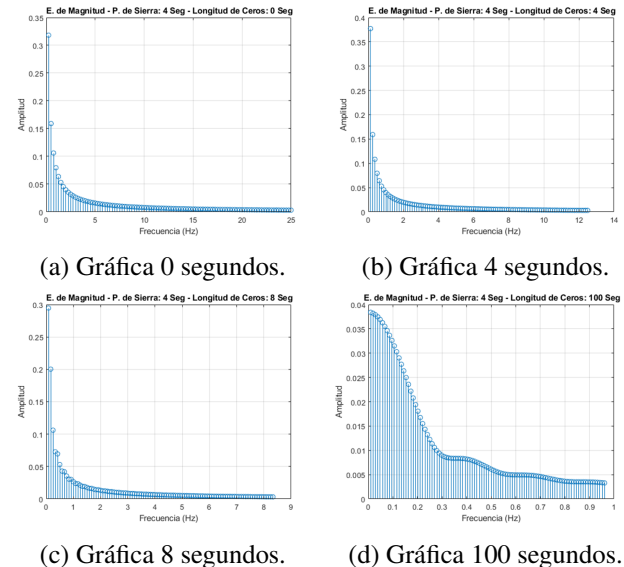 E. de Magnitud - P. de Sierra: 4 Seg - Longitud de Ceros: 0 Seg
0.35
0.3
0.25
0.2
0.15
0.1
0.05
0
Amplitud
0 5 10 15 20 25
Frecuencia (Hz)
(a) Gráfica 0 segundos.
E. de Magnitud - P. de Sierra: 4 Seg - Longitud de Ceros: 4 Seg
0.4
0.35
0.3
0.25
0.2
0.15
0.1
0.05
0
Amplitud
0 2 4 6 8 10 12 14
Frecuencia (Hz)
(b) Gráfica 4 segundos.
E. de Magnitud - P. de Sierra: 4 Seg - Longitud de Ceros: 8 Seg
0.3
0.25
0.2
0.15
0.1
0.05
0
Amplitud
0 1 2 3 4 5 6 7 8 9
Frecuencia (Hz)
(c) Gráfica 8 segundos.
E. de Magnitud - P. de Sierra: 4 Seg - Longitud de Ceros: 100 Seg
0.04
0.035
0.03
0.025
0.02
0.015
0.01
0.005
0
Amplitud
0 0.1 0.2 0.3 0.4 0.5 0.6 0.7 0.8 0.9 1
Frecuencia (Hz)
(d) Gráfica 100 segundos.